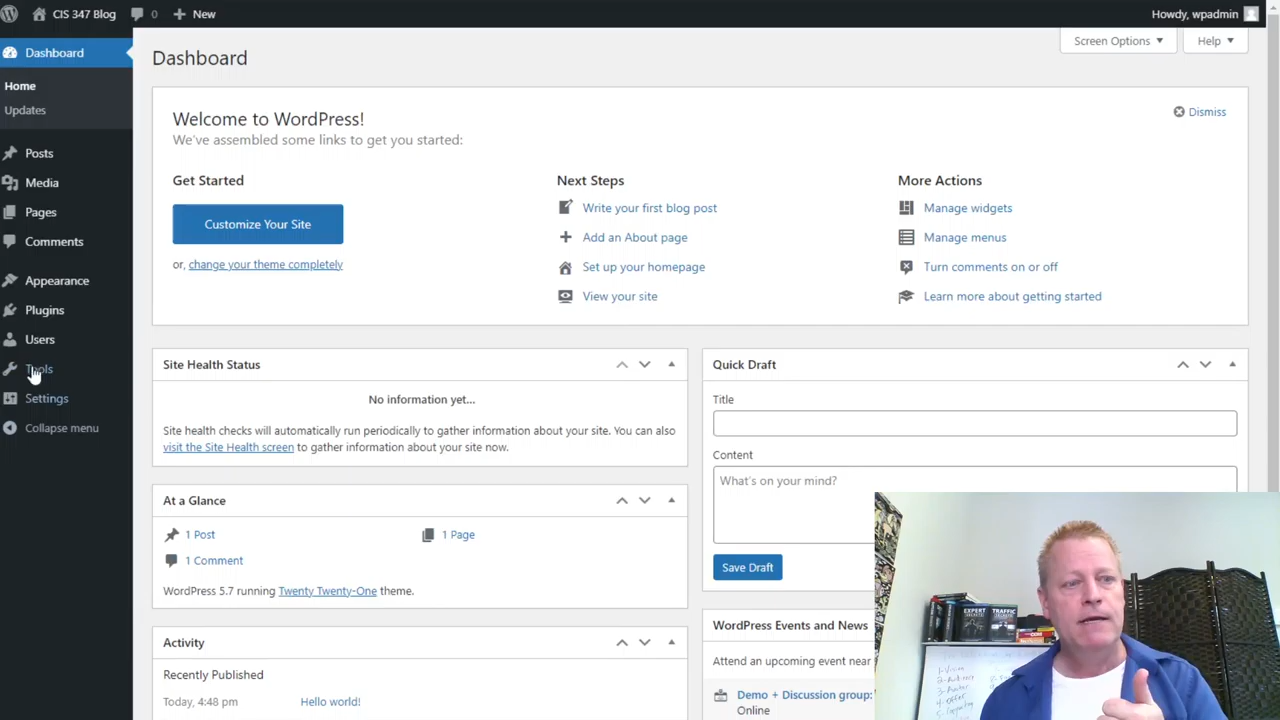 CIS 347 Blog 0 New Howdy, wpadmin
Screen Options Help
Dashboard
Home
Updates
Posts
Media
Pages
Comments
Appearance
Plugins
Users
Tools
Settings
Collapse menu
Dashboard
Welcome to WordPress!
Dismiss
We've assembled some links to get you started:
Get Started
Customize Your Site
or, change your theme completely
Next Steps
Write your first blog post
Add an About page
Set up your homepage
View your site
More Actions
Manage widgets
Manage menus
Turn comments on or off
Learn more about getting started
Site Health Status
No information yet...
Site health checks will automatically run periodically to gather information about your site. You can also
visit the Site Health screen to gather information about your site now.
At a Glance
1 Post 1 Page
1 Comment
WordPress 5.7 running Twenty Twenty-One theme.
Activity
Recently Published
Today, 4:48 pm Hello world!
Quick Draft
Title
Content
What's on your mind?
Save Draft
WordPress Events and News
Attend an upcoming event near
Demo + Discussion group:
Online
EXPERT
SECRETS
TRAFFIC
SECRETS